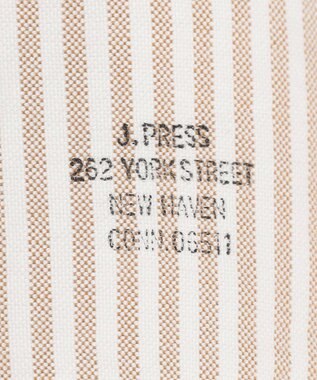 J. PRESS
262 YORK STREET
NEW HAVEN
CONN. 06511